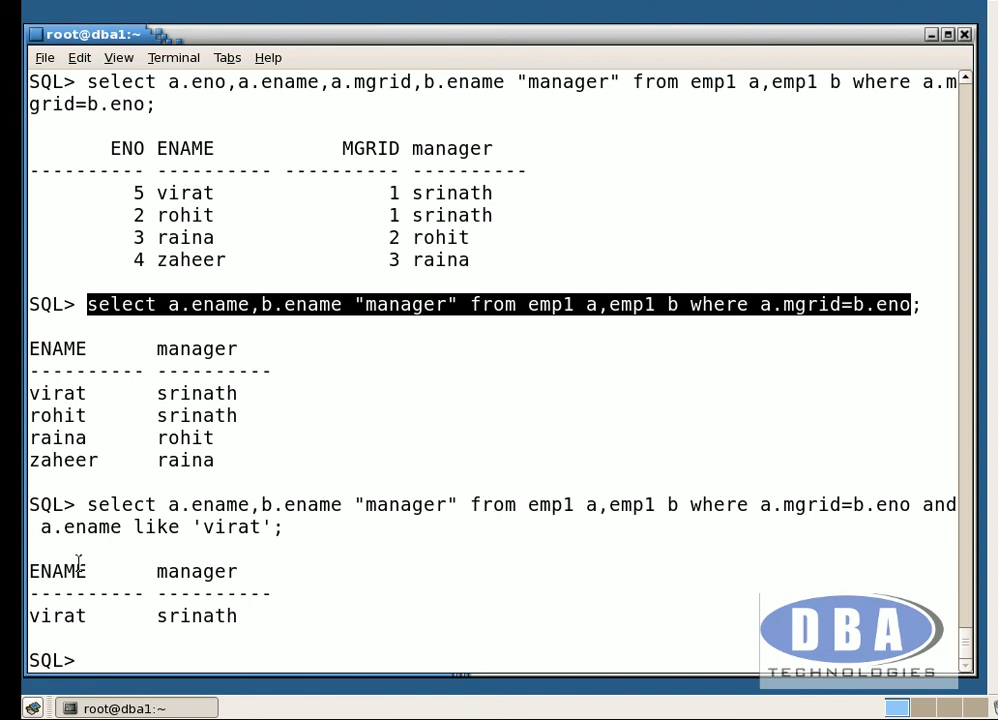 root@dba1:~
File Edit View Terminal Tabs Help
SQL> select a.eno,a.ename,a.mgrid,b.ename "manager" from emp1 a,emp1 b where a.m
grid=b.eno;
ENO ENAME MGRID manager
---------- ---------- ---------- ----------
5 virat 1 srinath
2 rohit 1 srinath
3 raina 2 rohit
4 zaheer 3 raina
SQL> select a.ename,b.ename "manager" from emp1 a,emp1 b where a.mgrid=b.eno;
ENAME manager
---------- ----------
virat srinath
rohit srinath
raina rohit
zaheer raina
SQL> select a.ename,b.ename "manager" from emp1 a,emp1 b where a.mgrid=b.eno and
a.ename like 'virat';
ENAME manager
---------- ----------
virat srinath
SQL>
DBA
TECHNOLOGIES
root@dba1:~